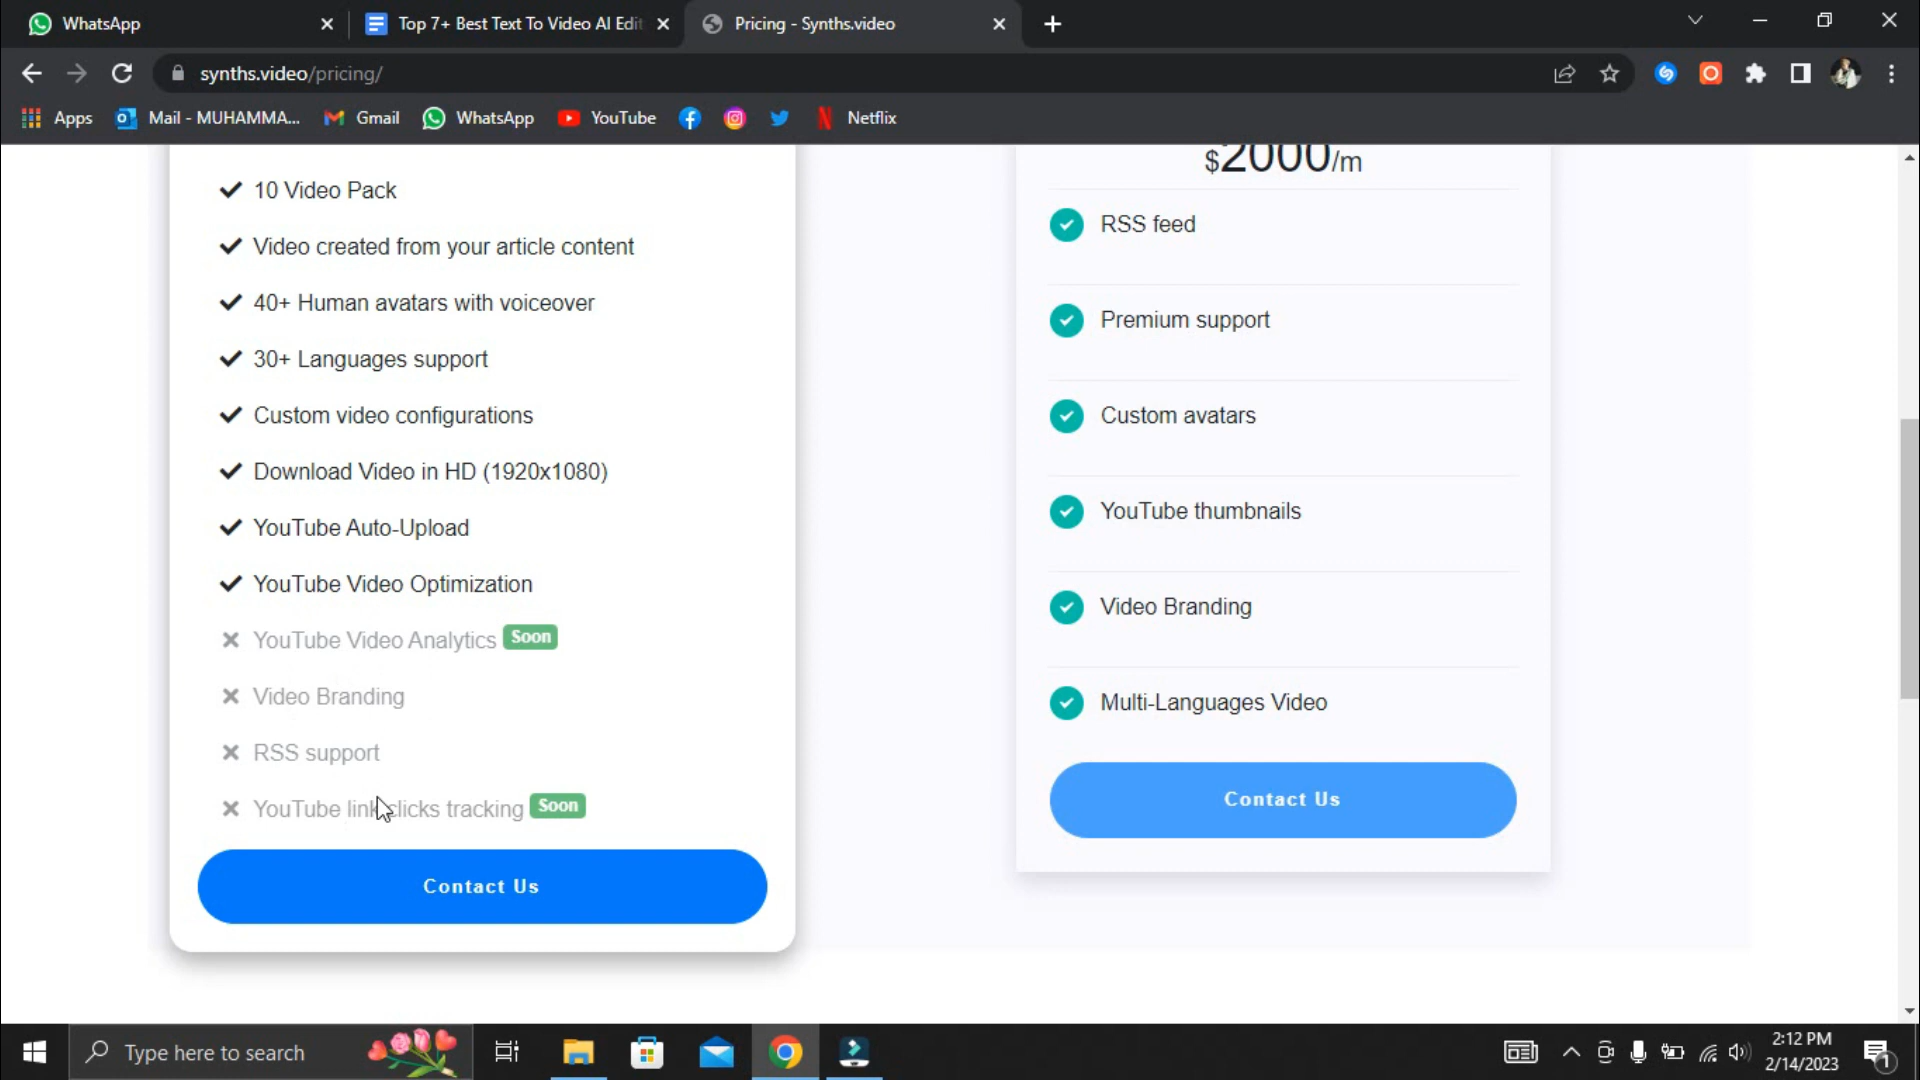 WhatsApp
Top 7+ Best Text To Video AI Edit
Pricing - Synths.video
synths.video/pricing/
Apps
Mail - MUHAMMA...
Gmail
WhatsApp
YouTube
Netflix
10 Video Pack
Video created from your article content
40+ Human avatars with voiceover
30+ Languages support
Custom video configurations
Download Video in HD (1920x1080)
YouTube Auto-Upload
YouTube Video Optimization
YouTube Video Analytics Soon
Video Branding
RSS support
YouTube link clicks tracking Soon
Contact Us
$2000/m
RSS feed
Premium support
Custom avatars
YouTube thumbnails
Video Branding
Multi-Languages Video
Contact Us
Type here to search
2:12 PM
2/14/2023
1